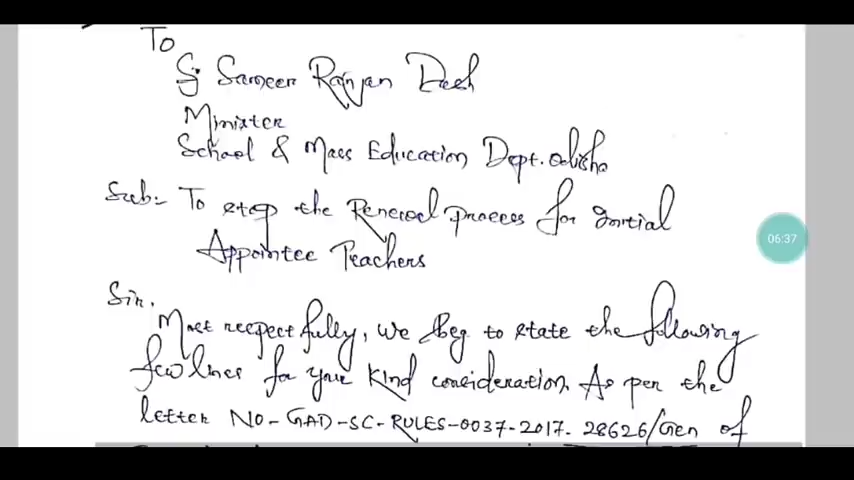 To
Sj Sameer Ranjan Dash
Minister
School & Mass Education Dept. Odisha
Sub:- To stop the Renewal process for Initial
Appointee Teachers
Sir.
Most respectfully, we beg to state the following
few lines for your kind consideration. As per the
letter NO-GAD-SC-RULES-0037-2017-28626/Gen of
06:37